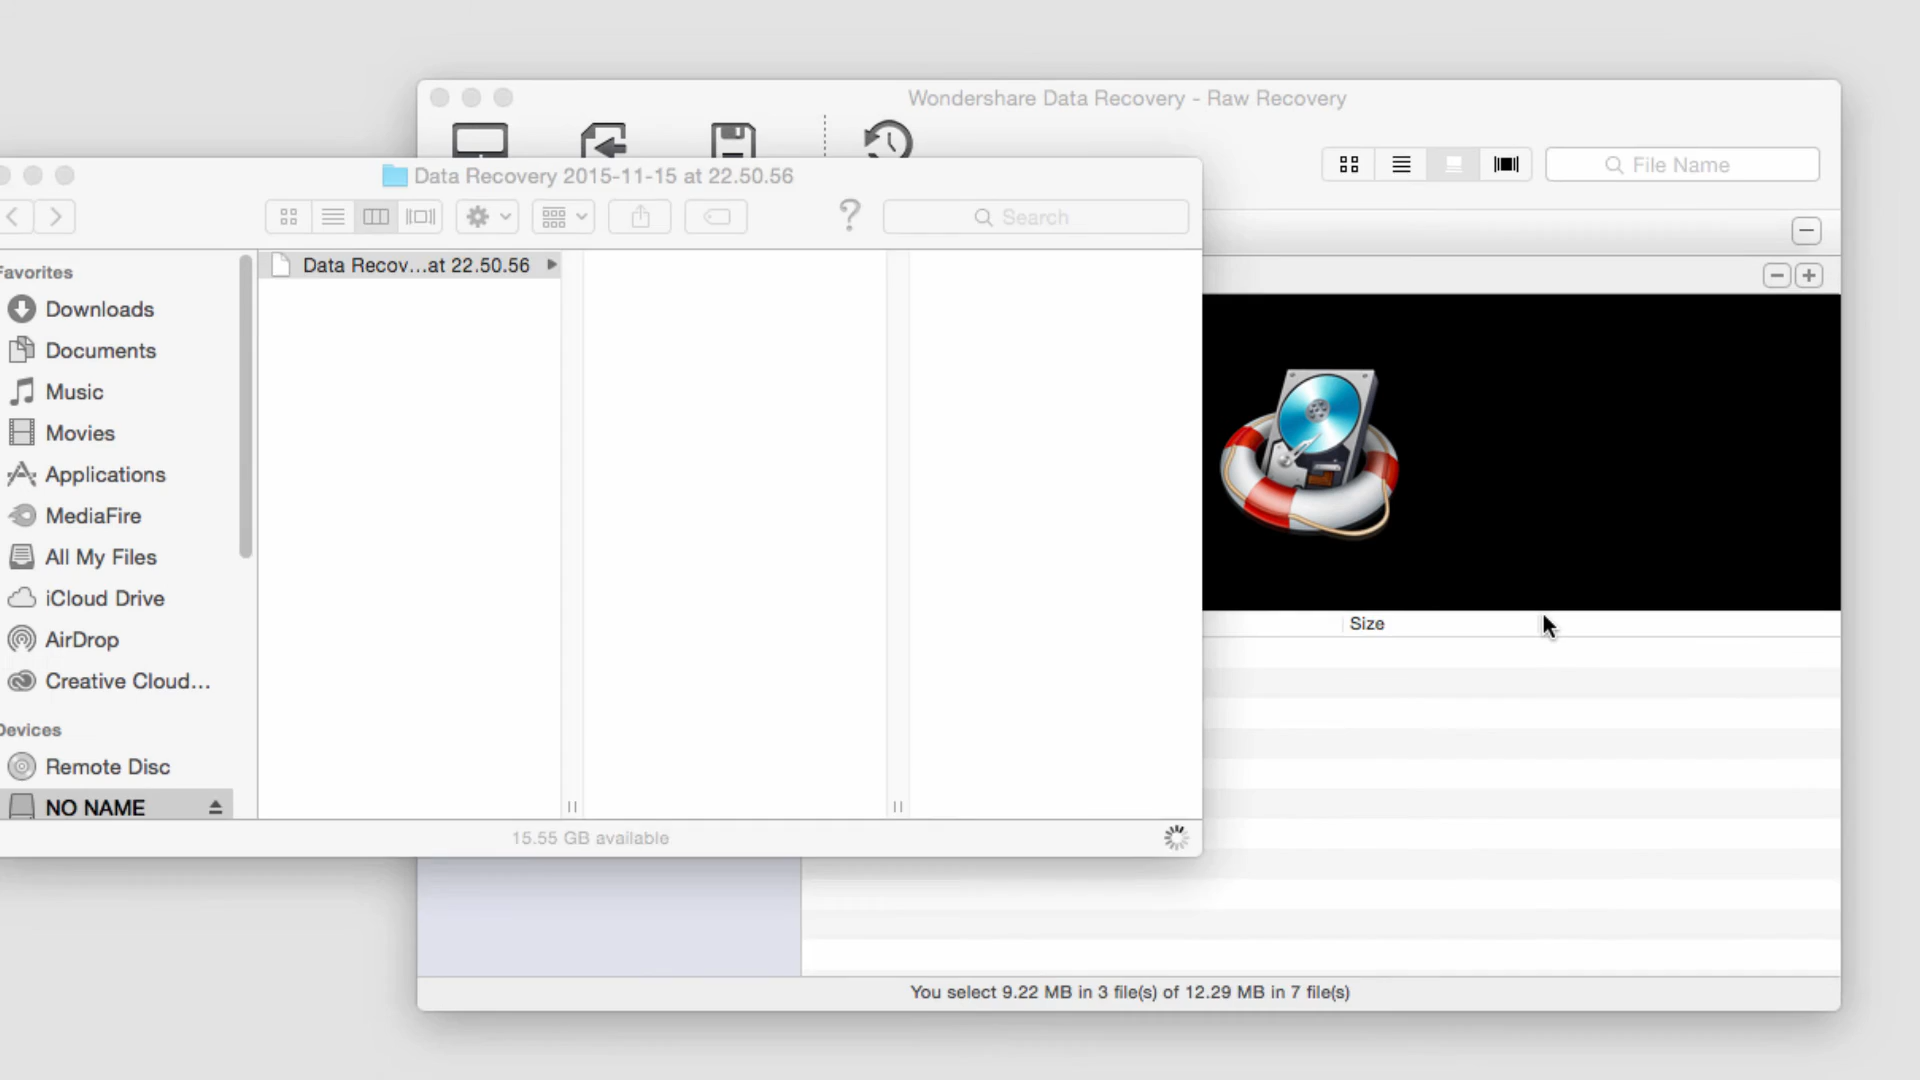 Wondershare Data Recovery - Raw Recovery
File Name
Data Recovery 2015-11-15 at 22.50.56
?
Search
Favorites
Downloads
Documents
Music
Movies
Applications
MediaFire
All My Files
iCloud Drive
AirDrop
Creative Cloud...
Devices
Remote Disc
NO NAME
Data Recov...at 22.50.56
15.55 GB available
Size
You select 9.22 MB in 3 file(s) of 12.29 MB in 7 file(s)